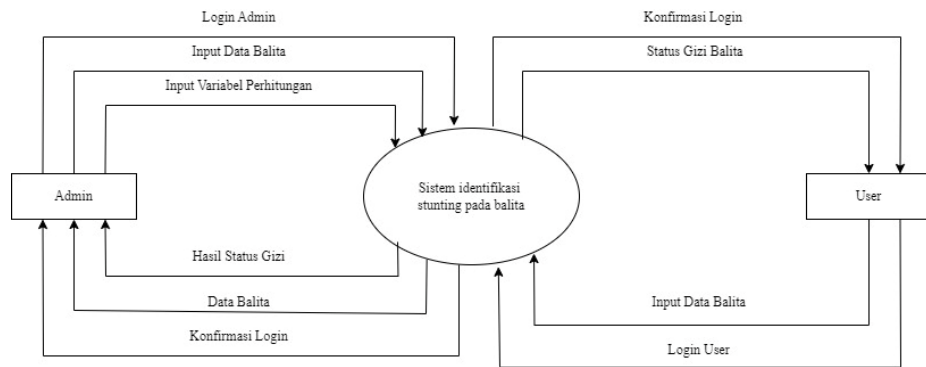 Login Admin
Konfirmasi Login
Input Data Balita
Status Gizi Balita
Input Variabel Perhitungan
Admin
Sistem identifikasi
stunting pada balita
User
Hasil Status Gizi
Data Balita
Input Data Balita
Konfirmasi Login
Login User